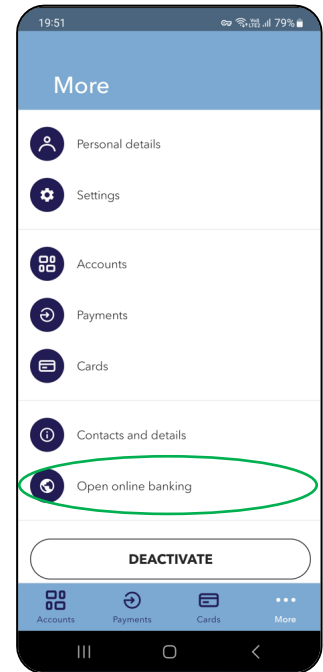 19:51 79%
More
Personal details
Settings
Accounts
Payments
Cards
Contacts and details
Open online banking
DEACTIVATE
Accounts Payments Cards More